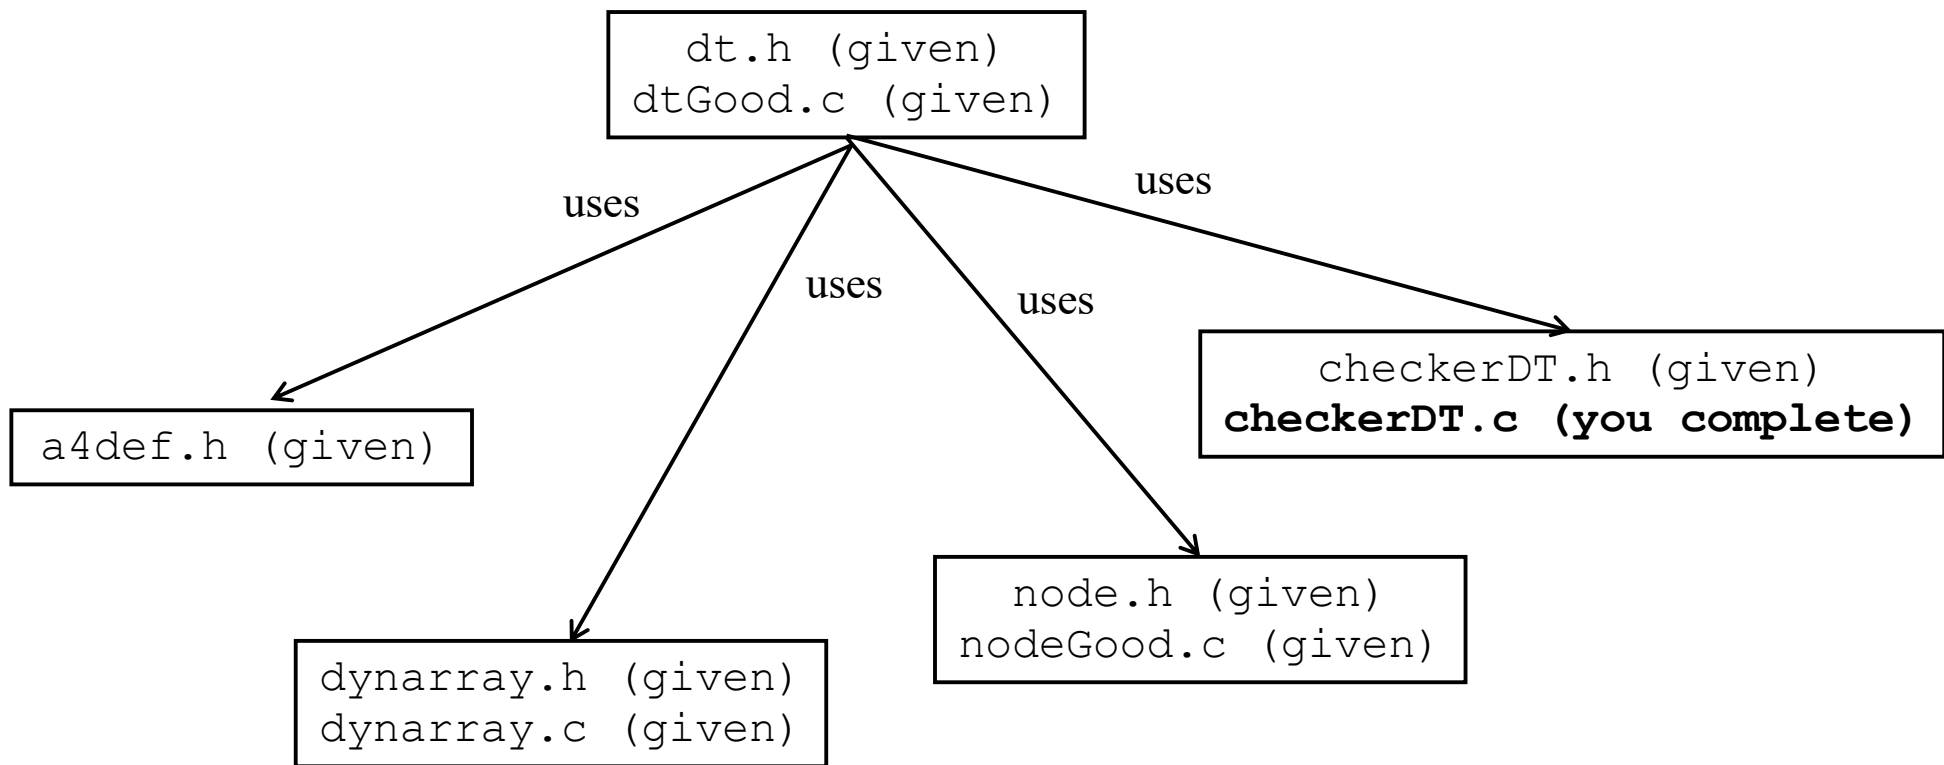 dt.h (given)
dtGood.c (given)
uses
uses
uses
uses
checkerDT.h (given)
checkerDT.c (you complete)
a4def.h (given)
node.h (given)
nodeGood.c (given)
dynarray.h (given)
dynarray.c (given)